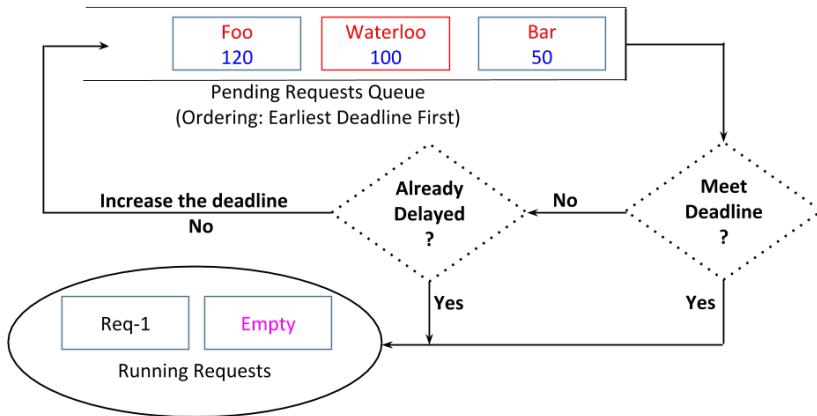 Foo
120
Waterloo
100
Bar
50
Pending Requests Queue
(Ordering: Earliest Deadline First)
Increase the deadline
No
Already
Delayed
?
No
Meet
Deadline
?
Yes
Yes
Req-1
Empty
Running Requests